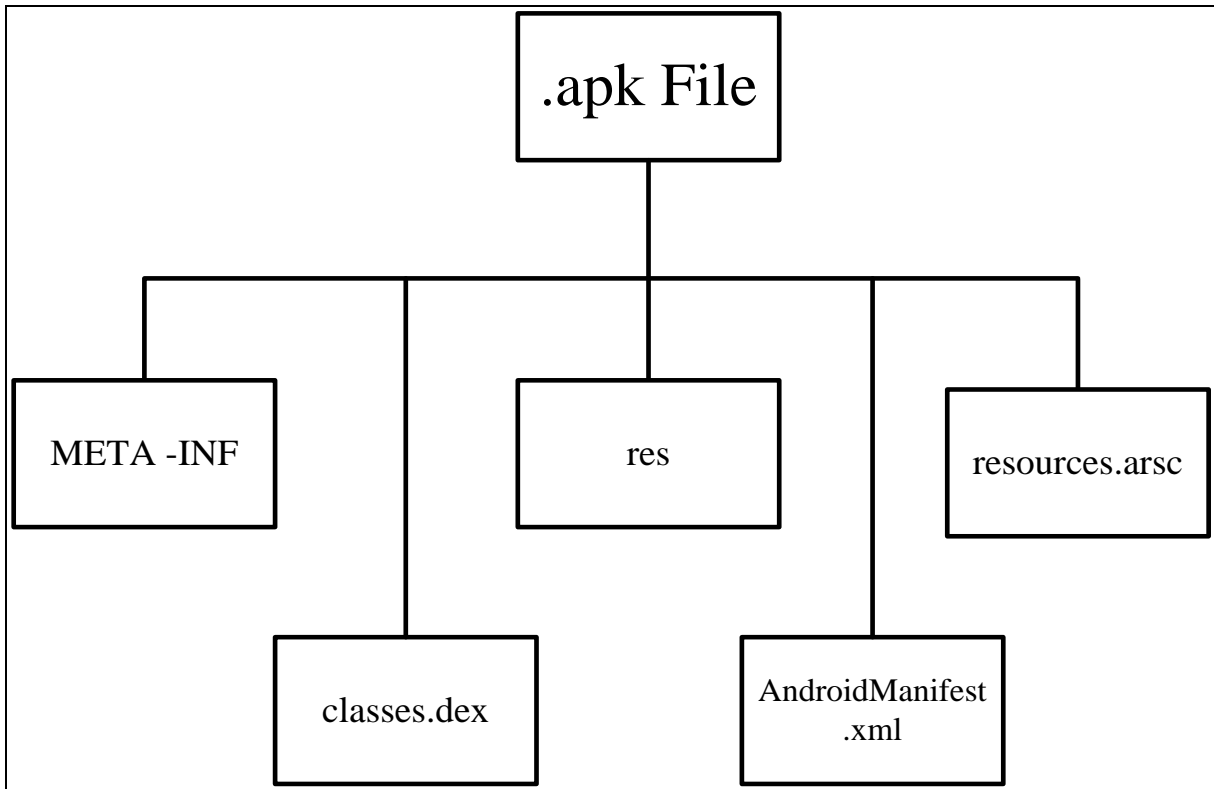 .apk File
META -INF
res
resources.arsc
classes.dex
AndroidManifest
.xml